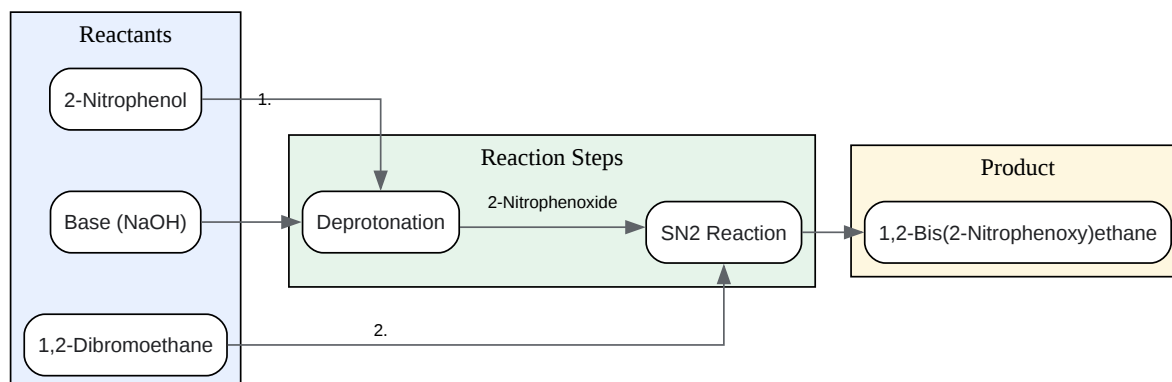 Reactants
2-Nitrophenol
1.
Reaction Steps
Product
Base (NaOH)
Deprotonation
2-Nitrophenoxide
SN2 Reaction
1,2-Bis(2-Nitrophenoxy)ethane
1,2-Dibromoethane
2.